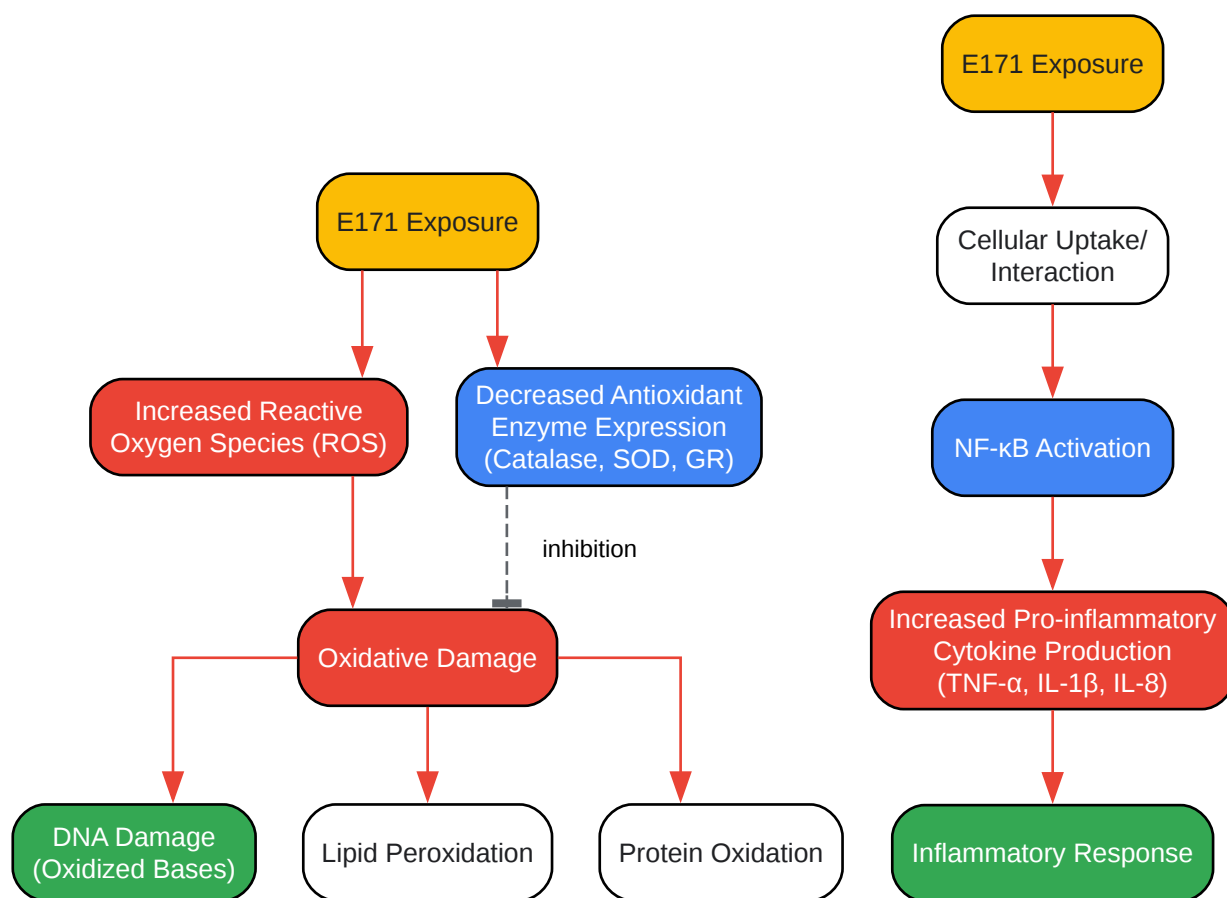 E171 Exposure
Increased Reactive
Oxygen Species (ROS)
Decreased Antioxidant
Enzyme Expression
(Catalase, SOD, GR)
inhibition
Oxidative Damage
DNA Damage
(Oxidized Bases)
Lipid Peroxidation
Protein Oxidation
E171 Exposure
Cellular Uptake/
Interaction
NF-κB Activation
Increased Pro-inflammatory
Cytokine Production
(TNF-α, IL-1β, IL-8)
Inflammatory Response